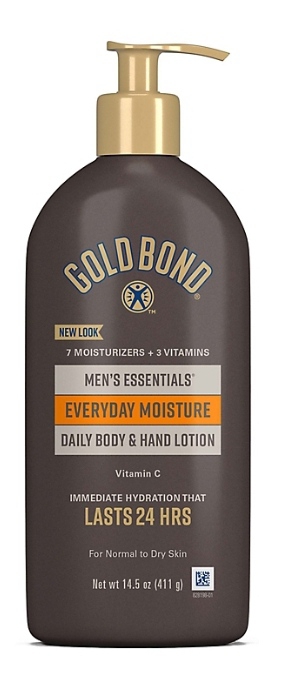 GOLD BOND®
TM
NEW LOOK
7 MOISTURIZERS + 3 VITAMINS
MEN'S ESSENTIALS®
EVERYDAY MOISTURE
DAILY BODY & HAND LOTION
Vitamin C
IMMEDIATE HYDRATION THAT
LASTS 24 HRS
For Normal to Dry Skin
Net wt 14.5 oz (411 g)